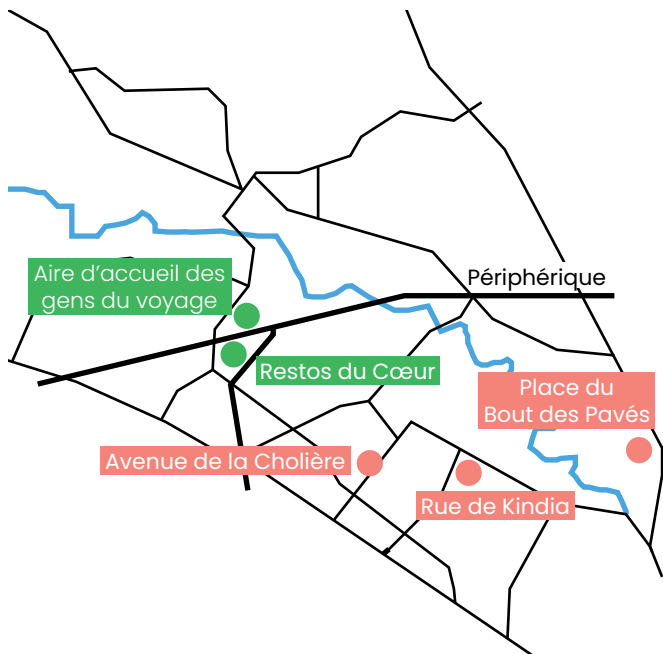 Périphérique
Aire d’accueil des
gens du voyage
Restos du Cœur
Place du
Bout des Pavés
Avenue de la Cholière
Rue de Kindia